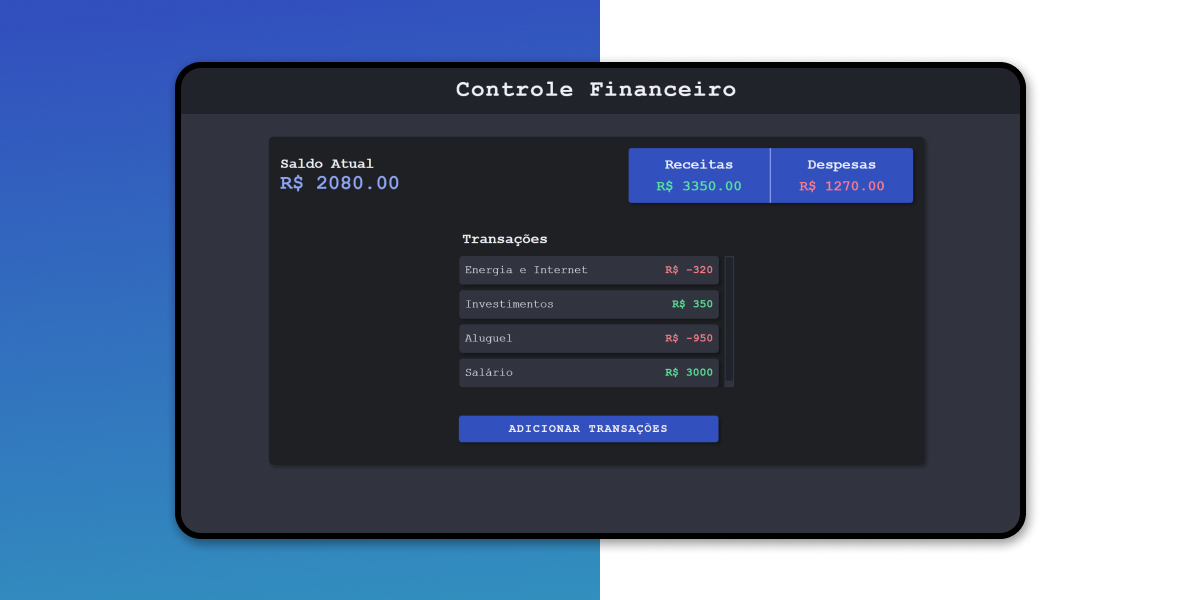 Controle Financeiro
Saldo Atual
R$ 2080.00
Receitas
R$ 3350.00
Despesas
R$ 1270.00
Transações
Energia e Internet R$ -320
Investimentos R$ 350
Aluguel R$ -950
Salário R$ 3000
ADICIONAR TRANSAÇÕES